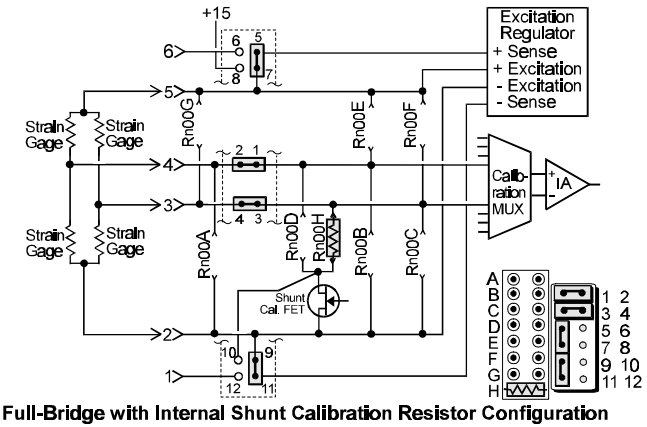 +15
Excitation
Regulator
+ Sense
+ Excitation
- Excitation
- Sense
6
6
5
8
7
5
Rn00G
Rn00E
Rn00F
Strain
Gage
Strain
Gage
4
2 1
Calib-
ration
MUX
+
-
IA
3
4 3
Strain
Gage
Strain
Gage
Rn00A
Rn00D
Rn00H
Rn00B
Rn00C
Shunt
Cal. FET
2
10
9
1
12
11
A
B
C
D
E
F
G
H
1 2
3 4
5 6
7 8
9 10
11 12
Full-Bridge with Internal Shunt Calibration Resistor Configuration